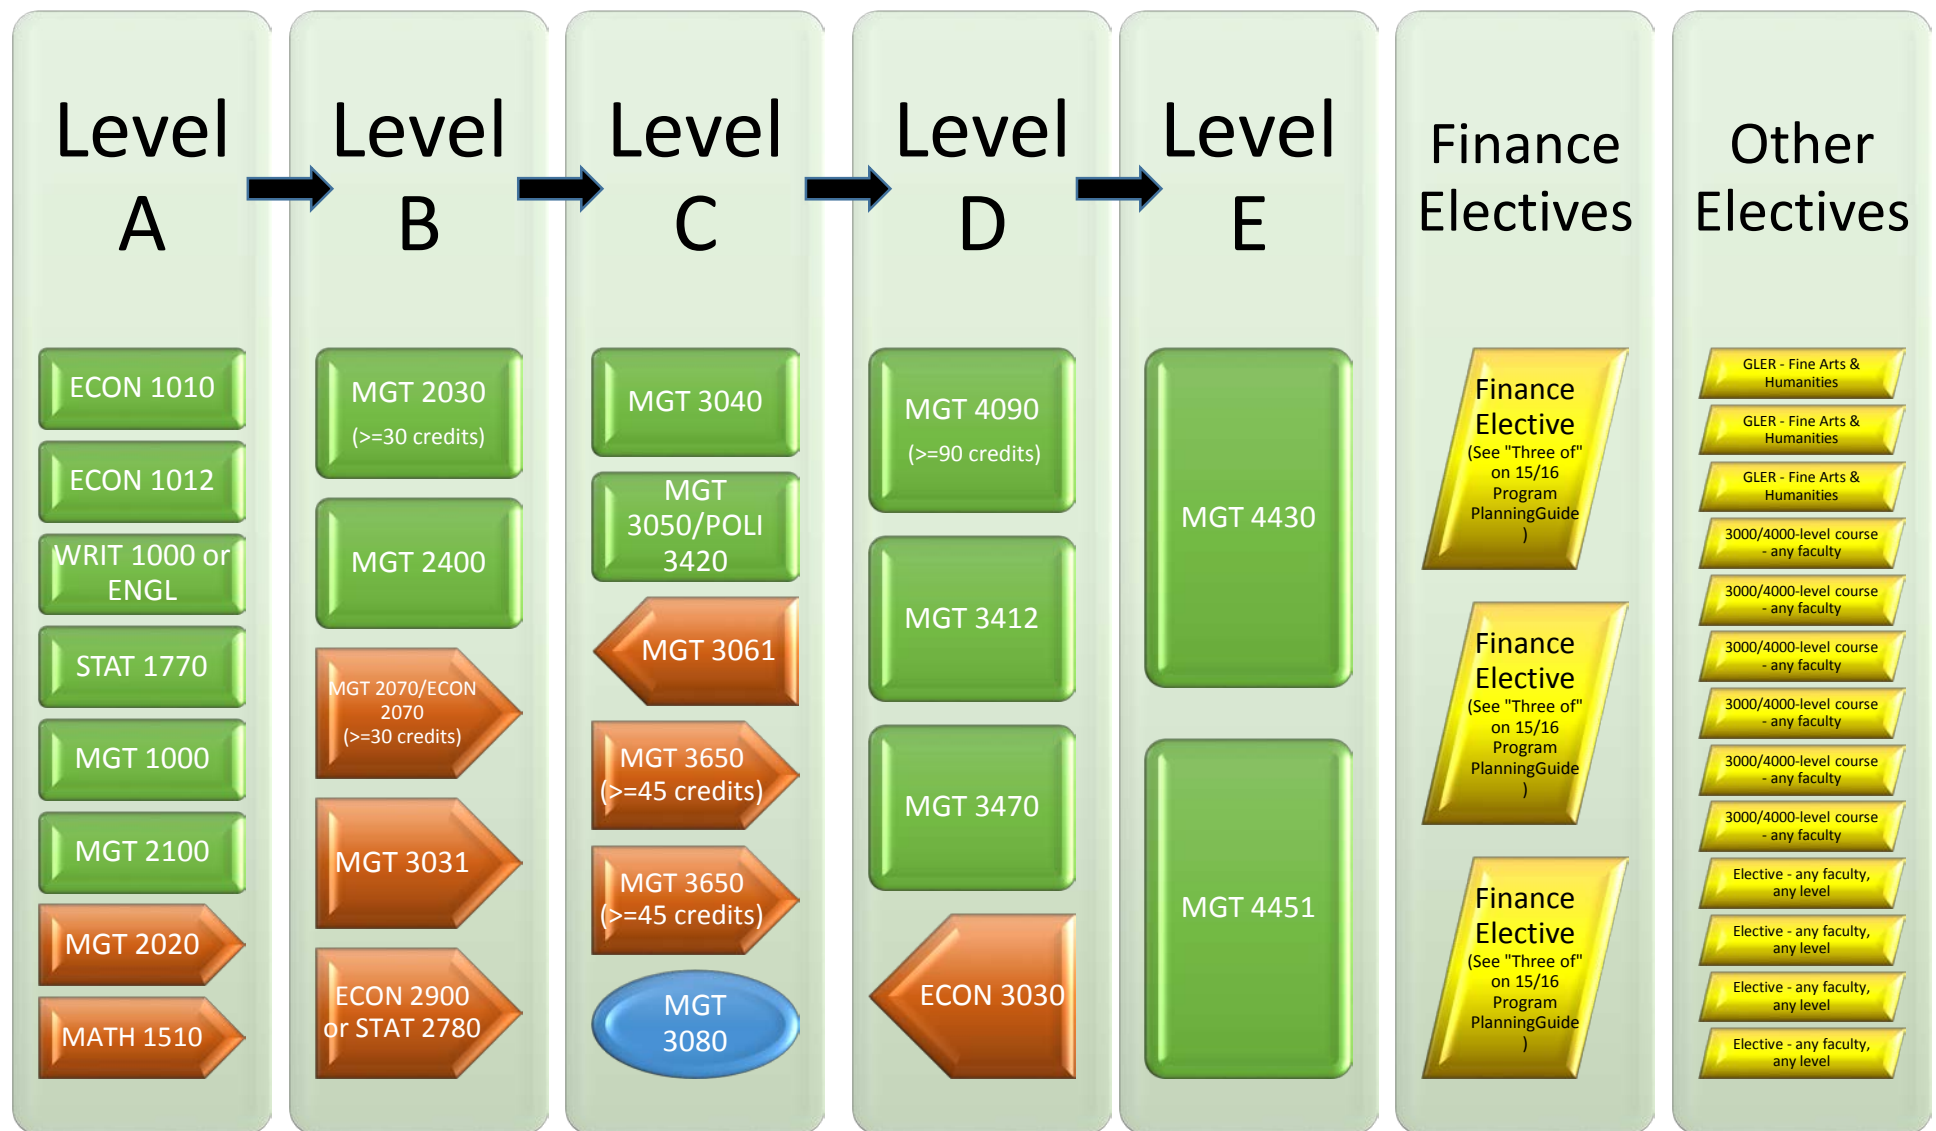 Level
A
ECON 1010
ECON 1012
WRIT 1000 or
ENGL
STAT 1770
MGT 1000
MGT 2100
MGT 2020
MATH 1510
Level
B
MGT 2030
(>=30 credits)
MGT 2400
MGT 2070/ECON
2070
(>=30 credits)
MGT 3031
ECON 2900
or STAT 2780
Level
C
MGT 3040
MGT
3050/POLI
3420
MGT 3061
MGT 3650
(>=45 credits)
MGT 3650
(>=45 credits)
MGT
3080
Level
D
MGT 4090
(>=90 credits)
MGT 3412
MGT 3470
ECON 3030
Level
E
MGT 4430
MGT 4451
Finance
Electives
Finance
Elective
(See "Three of"
on 15/16
Program
PlanningGuide
)
Finance
Elective
(See "Three of"
on 15/16
Program
PlanningGuide
)
Finance
Elective
(See "Three of"
on 15/16
Program
PlanningGuide
)
Other
Electives
GLER - Fine Arts &
Humanities
GLER - Fine Arts &
Humanities
GLER - Fine Arts &
Humanities
3000/4000-level course
- any faculty
3000/4000-level course
- any faculty
3000/4000-level course
- any faculty
3000/4000-level course
- any faculty
3000/4000-level course
- any faculty
3000/4000-level course
- any faculty
Elective - any faculty,
any level
Elective - any faculty,
any level
Elective - any faculty,
any level
Elective - any faculty,
any level